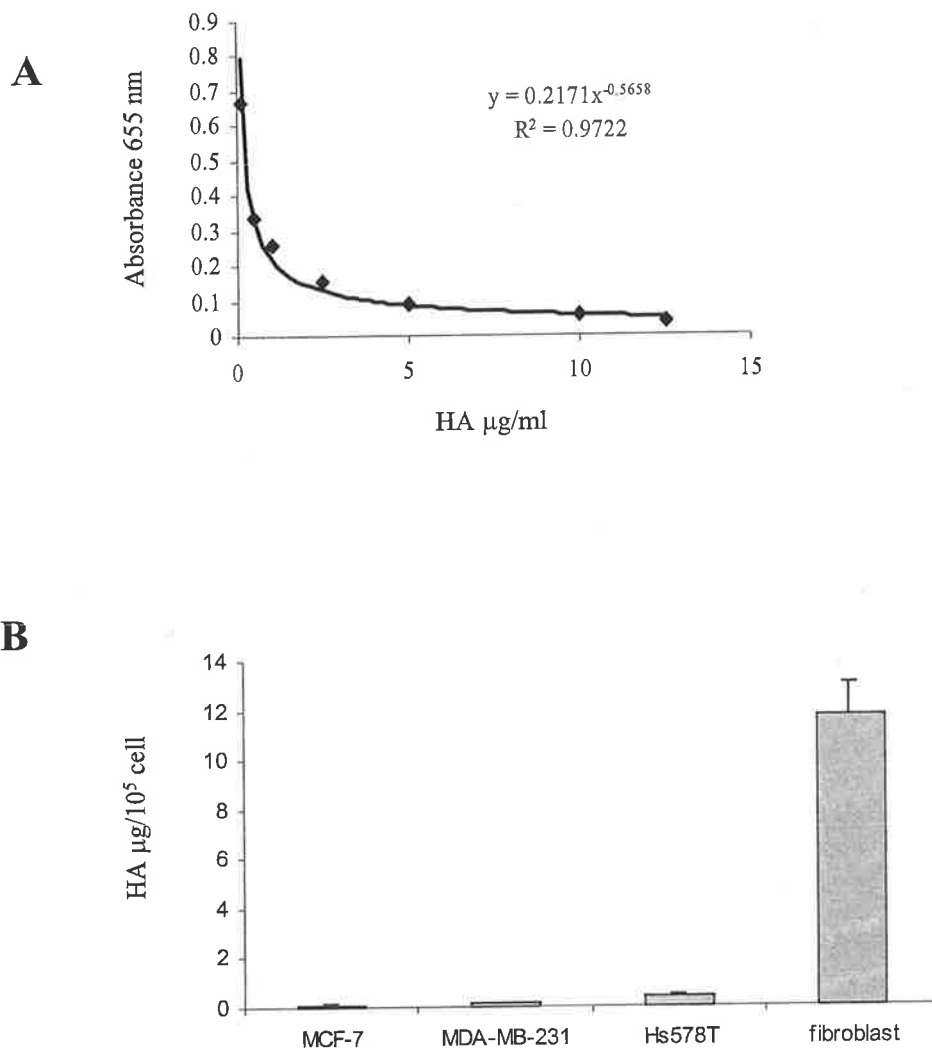 A
0.9
0.8
0.7
0.6
0.5
0.4
0.3
0.2
0.1
0
Absorbance 655 nm
y = 0.2171x^-0.5658
R² = 0.9722
0 5 10 15
HA μg/ml
B
14
12
10
8
6
4
2
0
HA μg/10⁵ cell
MCF-7 MDA-MB-231 Hs578T fibroblast